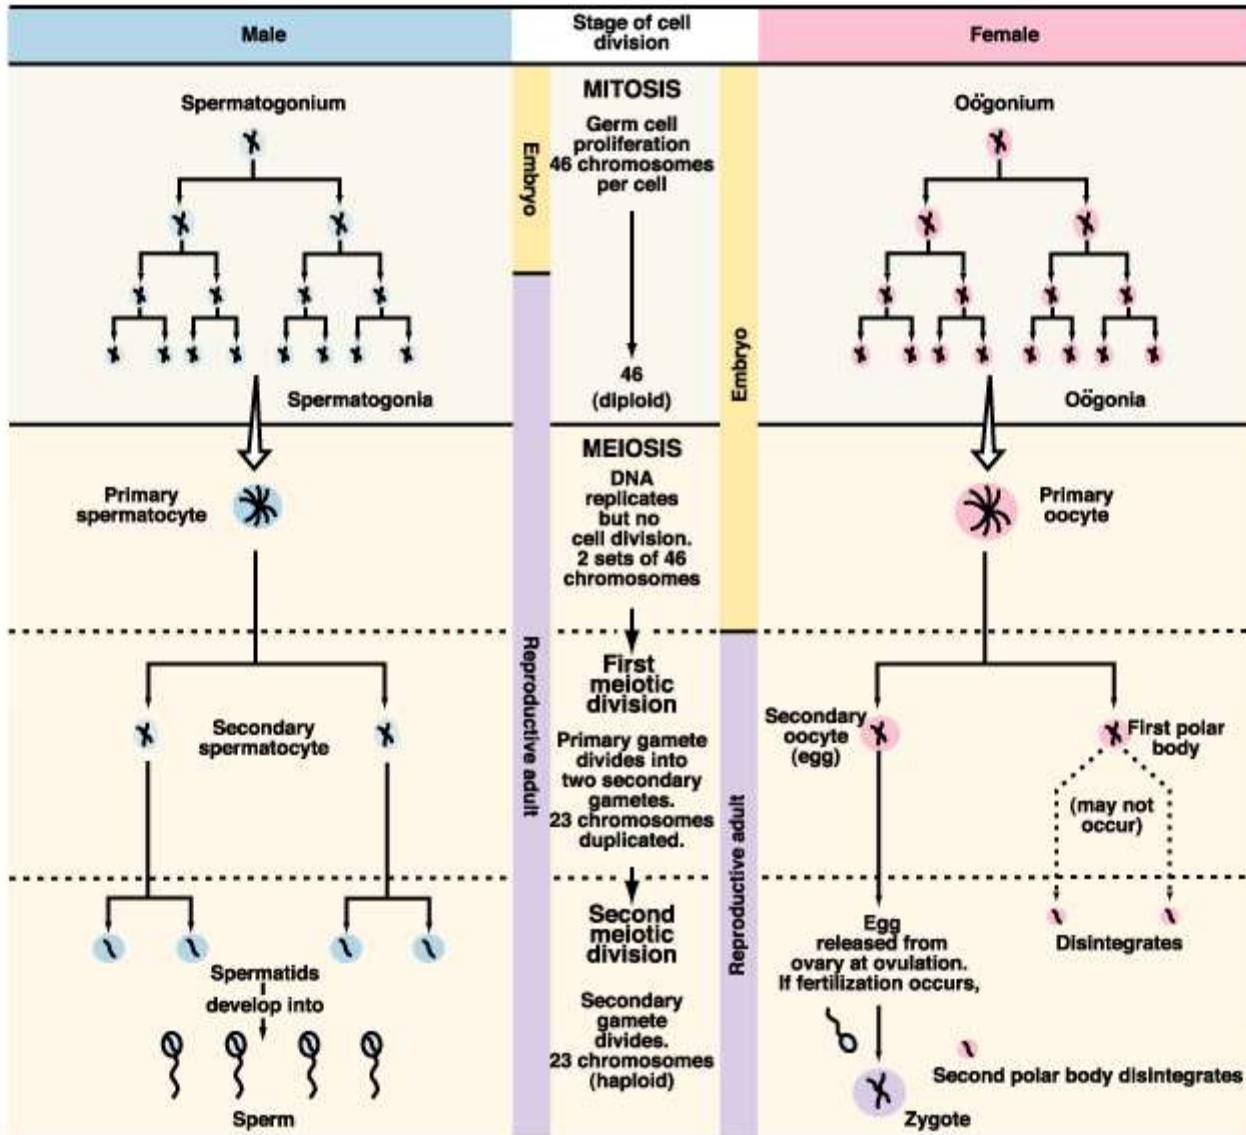 Male
Stage of cell
division
Female
Spermatogonium
Embryo
MITOSIS
Germ cell
proliferation
46 chromosomes
per cell
46
(diploid)
Embryo
Oögonium
Spermatogonia
Oögonia
Primary
spermatocyte
MEIOSIS
DNA
replicates
but no
cell division.
2 sets of 46
chromosomes
Primary
oocyte
Reproductive adult
Secondary
spermatocyte
First
meiotic
division
Primary gamete
divides into
two secondary
gametes.
23 chromosomes
duplicated.
Reproductive adult
Secondary
oocyte
(egg)
First polar
body
(may not
occur)
Spermatids
develop into
Sperm
Second
meiotic
division
Secondary
gamete
divides.
23 chromosomes
(haploid)
Egg
released from
ovary at ovulation.
If fertilization occurs,
Disintegrates
Second polar body disintegrates
Zygote